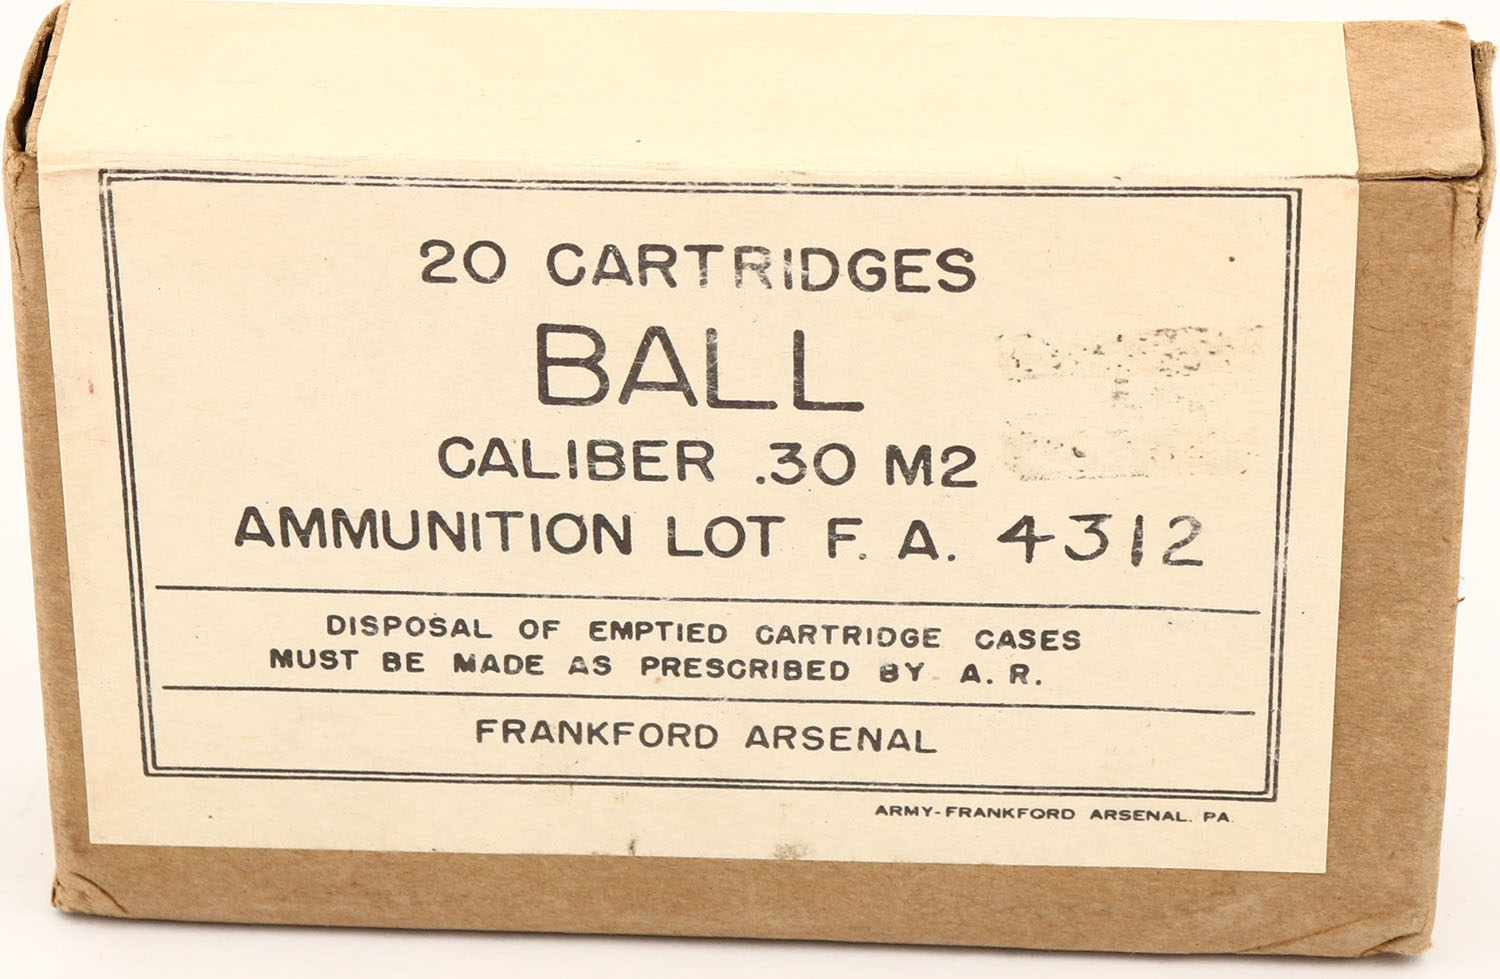 20 CARTRIDGES
BALL
CALIBER .30 M2
AMMUNITION LOT F. A. 4312
DISPOSAL OF EMPTIED CARTRIDGE CASES
MUST BE MADE AS PRESCRIBED BY A. R.
FRANKFORD ARSENAL
ARMY-FRANKFORD ARSENAL. PA.